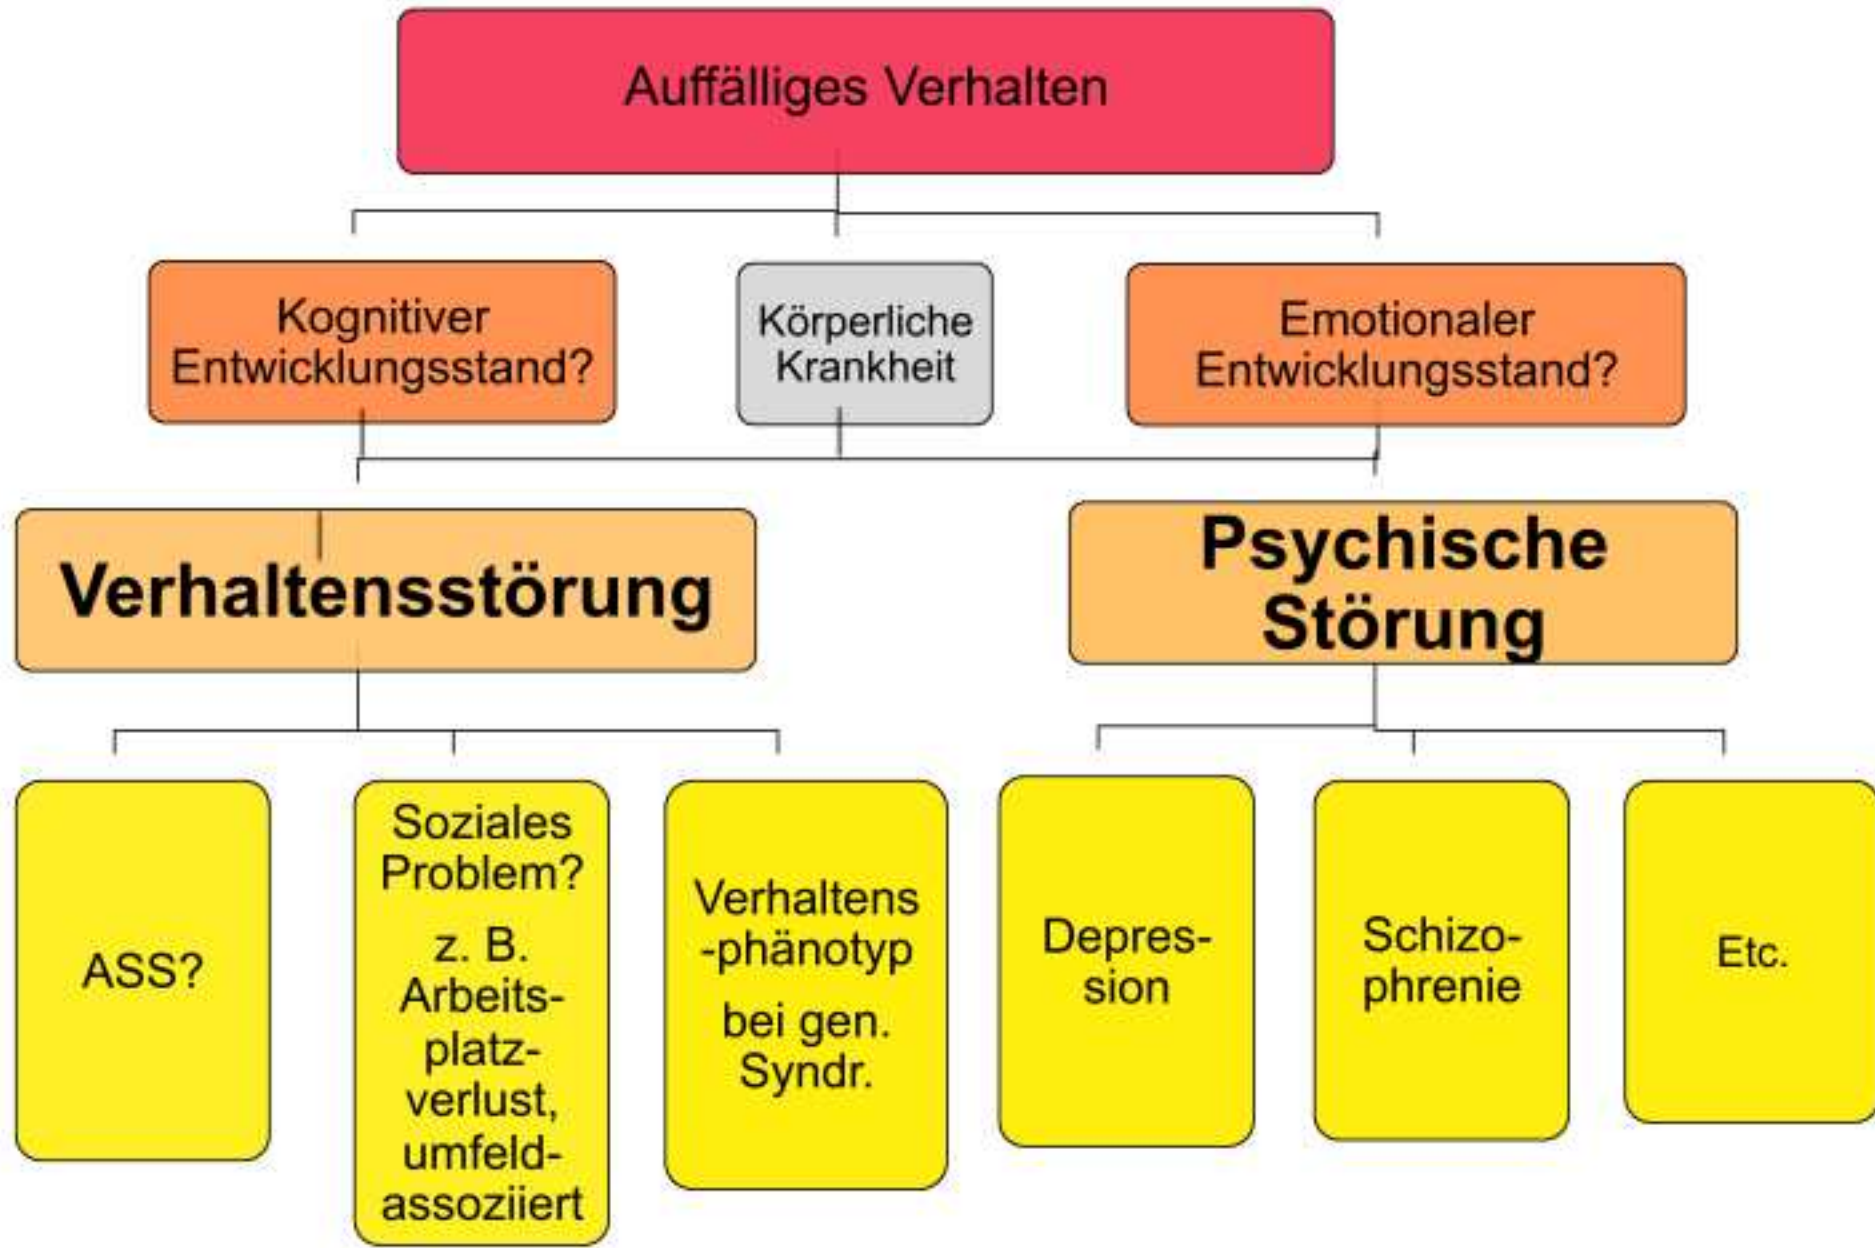 Auffälliges Verhalten
Kognitiver
Entwicklungsstand?
Körperliche
Krankheit
Emotionaler
Entwicklungsstand?
Verhaltensstörung
Psychische
Störung
ASS?
Soziales
Problem?
z. B.
Arbeits-
platz-
verlust,
umfeld-
assoziiert
Verhaltens
-phänotyp
bei gen.
Syndr.
Depres-
sion
Schizo-
phrenie
Etc.